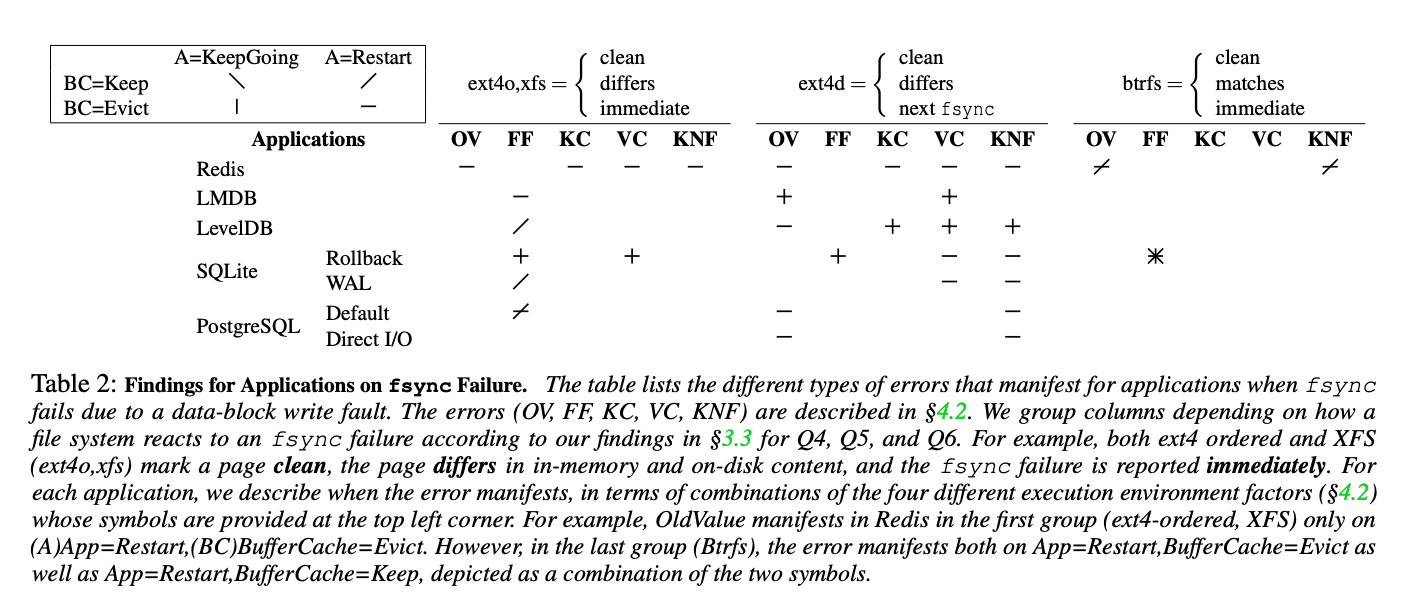 A=KeepGoing A=Restart
BC=Keep \ /
BC=Evict | −
ext4o,xfs = { clean
differs
immediate
ext4d = { clean
differs
next fsync
btrfs = { clean
matches
immediate
Applications OV FF KC VC KNF OV FF KC VC KNF OV FF KC VC KNF
Redis − − − − − − − − ⌿ ⌿
LMDB − + +
LevelDB / − + + +
SQLite Rollback + + + − − ✳
WAL / − −
PostgreSQL Default ⌿ − −
Direct I/O − −
Table 2: Findings for Applications on fsync Failure. The table lists the different types of errors that manifest for applications when fsync
fails due to a data-block write fault. The errors (OV, FF, KC, VC, KNF) are described in §4.2. We group columns depending on how a
file system reacts to an fsync failure according to our findings in §3.3 for Q4, Q5, and Q6. For example, both ext4 ordered and XFS
(ext4o,xfs) mark a page clean, the page differs in in-memory and on-disk content, and the fsync failure is reported immediately. For
each application, we describe when the error manifests, in terms of combinations of the four different execution environment factors (§4.2)
whose symbols are provided at the top left corner. For example, OldValue manifests in Redis in the first group (ext4-ordered, XFS) only on
(A)App=Restart,(BC)BufferCache=Evict. However, in the last group (Btrfs), the error manifests both on App=Restart,BufferCache=Evict as
well as App=Restart,BufferCache=Keep, depicted as a combination of the two symbols.